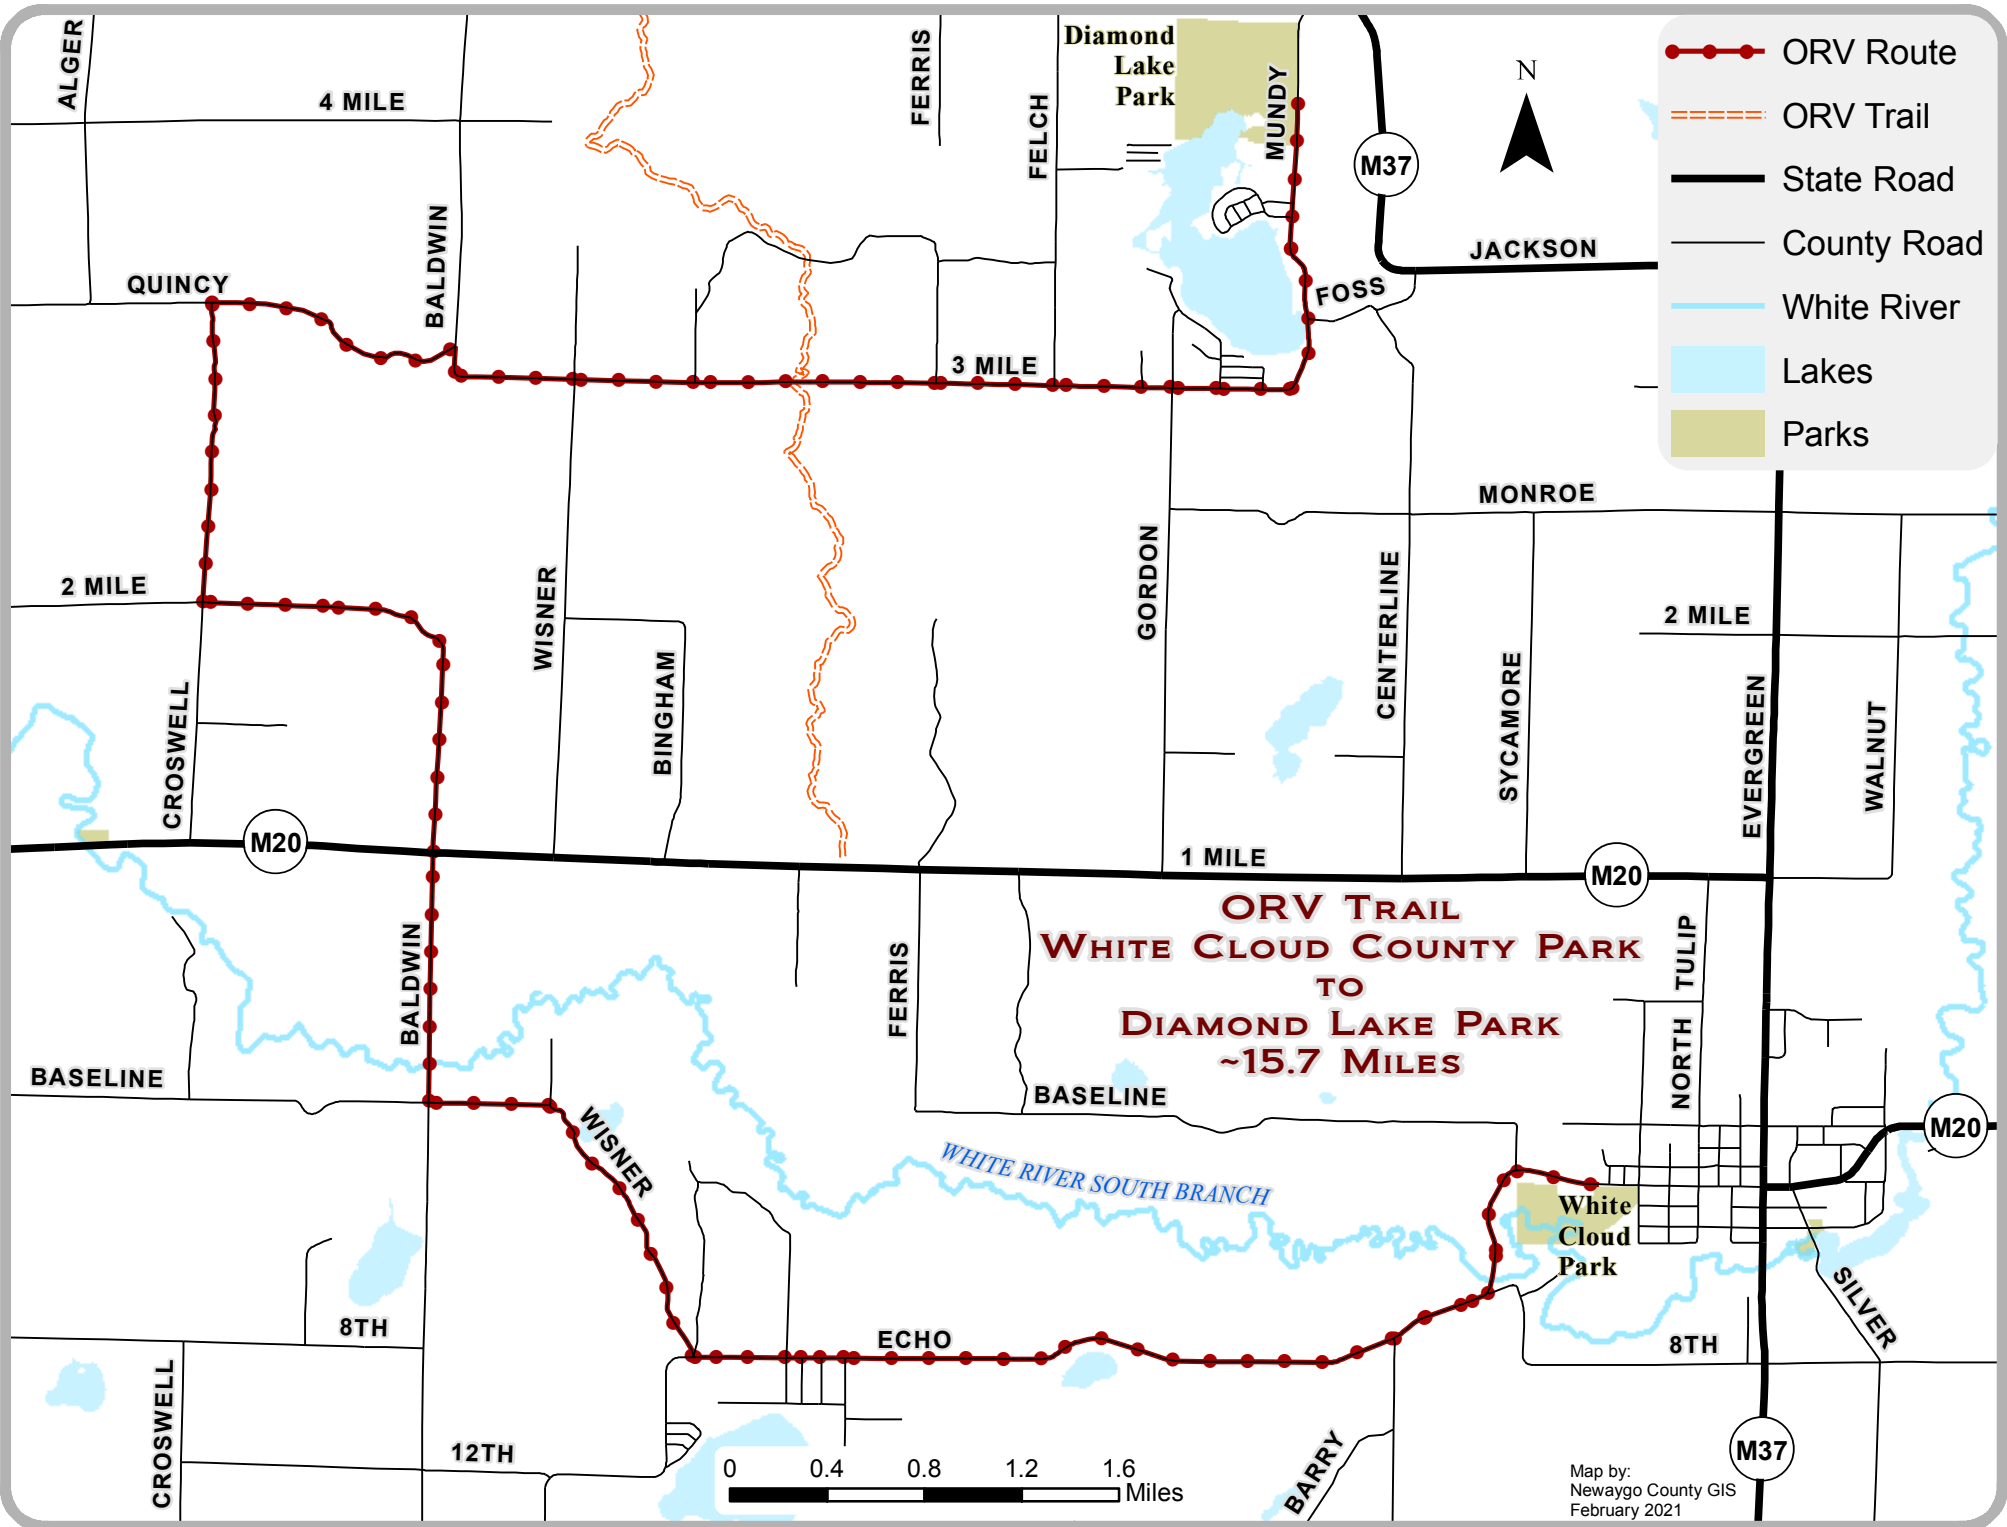 ALGER
4 MILE
FERRIS
FELCH
Diamond
Lake
Park
MUNDY
M37
N
ORV Route
ORV Trail
State Road
County Road
White River
Lakes
Parks
QUINCY
BALDWIN
JACKSON
FOSS
3 MILE
MONROE
2 MILE
WISNER
GORDON
CENTERLINE
2 MILE
CROSWELL
BINGHAM
SYCAMORE
EVERGREEN
WALNUT
M20
1 MILE
M20
ORV Trail
White Cloud County Park
to
Diamond Lake Park
~15.7 Miles
BALDWIN
FERRIS
NORTH TULIP
BASELINE
BASELINE
M20
WISNER
WHITE RIVER SOUTH BRANCH
White
Cloud
Park
8TH
ECHO
8TH
SILVER
CROSWELL
12TH
BARRY
M37
0 0.4 0.8 1.2 1.6
Miles
Map by:
Newaygo County GIS
February 2021